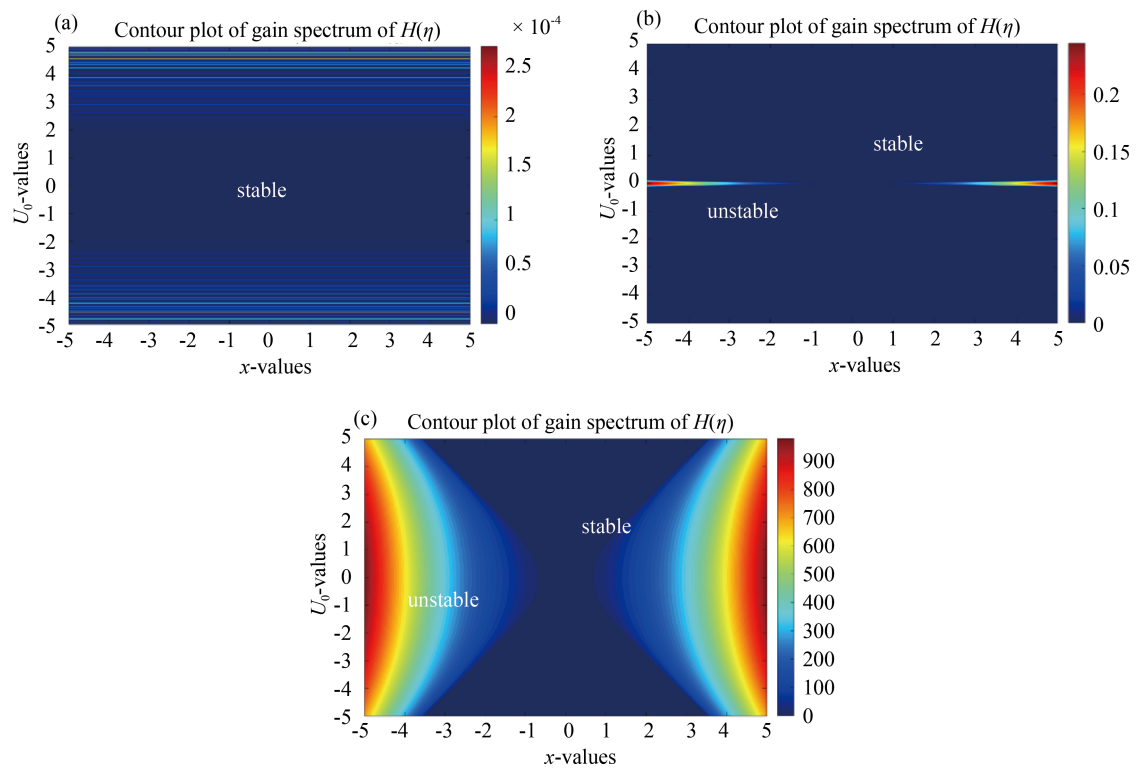 (a)
× 10-4
Contour plot of gain spectrum of H(η)
5
4
3
2
1
0
-1
-2
-3
-4
-5
U0-values
stable
2.5
2
1.5
1
0.5
0
-5 -4 -3 -2 -1 0 1 2 3 4 5
x-values
(b)
Contour plot of gain spectrum of H(η)
5
4
3
2
1
0
-1
-2
-3
-4
-5
U0-values
stable
unstable
0.2
0.15
0.1
0.05
0
-5 -4 -3 -2 -1 0 1 2 3 4 5
x-values
(c)
Contour plot of gain spectrum of H(η)
5
4
3
2
1
0
-1
-2
-3
-4
-5
U0-values
stable
unstable
900
800
700
600
500
400
300
200
100
0
-5 -4 -3 -2 -1 0 1 2 3 4 5
x-values